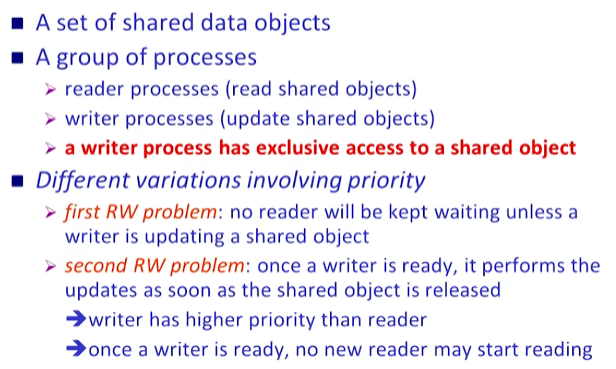 ■ A set of shared data objects
■ A group of processes
➢ reader processes (read shared objects)
➢ writer processes (update shared objects)
➢ a writer process has exclusive access to a shared object
■ Different variations involving priority
➢ first RW problem: no reader will be kept waiting unless a
writer is updating a shared object
➢ second RW problem: once a writer is ready, it performs the
updates as soon as the shared object is released
➔writer has higher priority than reader
➔once a writer is ready, no new reader may start reading